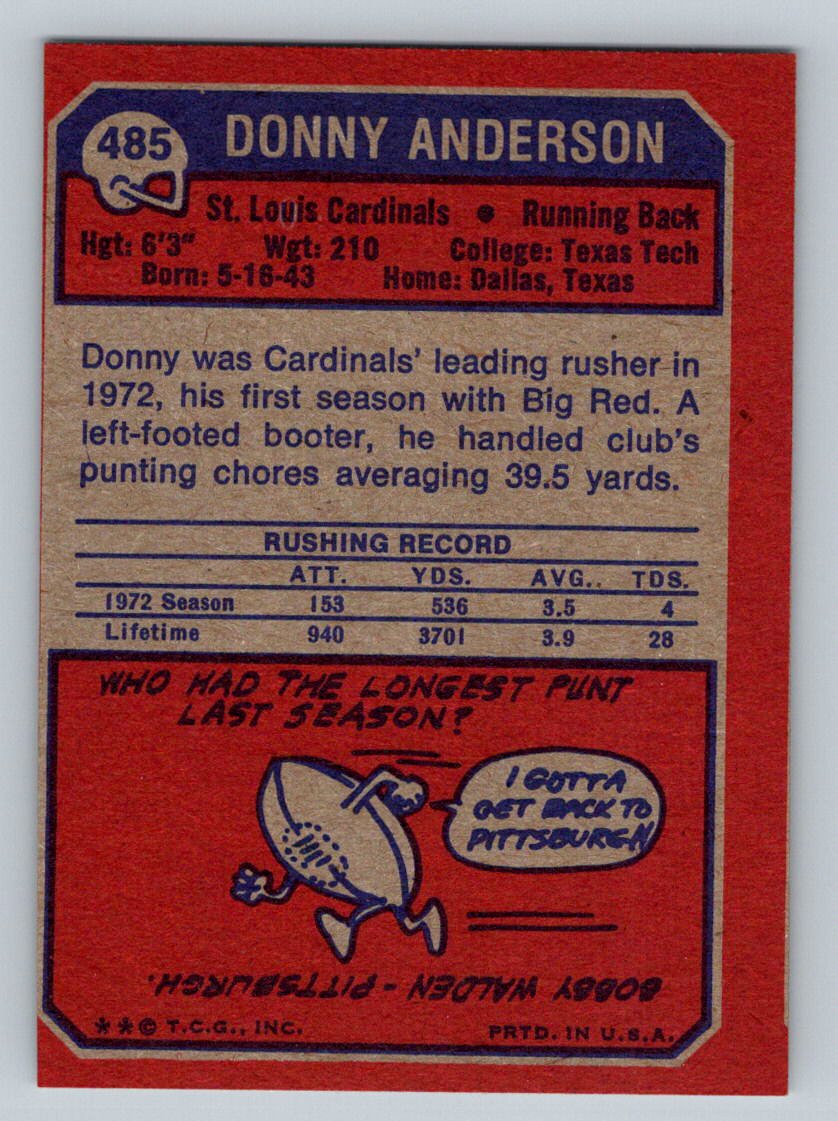 485
DONNY ANDERSON
St. Louis Cardinals • Running Back
Hgt: 6'3" Wgt: 210 College: Texas Tech
Born: 5-16-43 Home: Dallas, Texas
Donny was Cardinals' leading rusher in
1972, his first season with Big Red. A
left-footed booter, he handled club's
punting chores averaging 39.5 yards.
RUSHING RECORD
ATT. YDS. AVG. TDS.
1972 Season 153 536 3.5 4
Lifetime 940 3701 3.9 28
WHO HAD THE LONGEST PUNT
LAST SEASON?
I GOTTA
GET BACK TO
PITTSBURGH
BOBBY WALDEN - PITTSBURGH.
**© T.C.G., INC. PRTD. IN U.S.A.